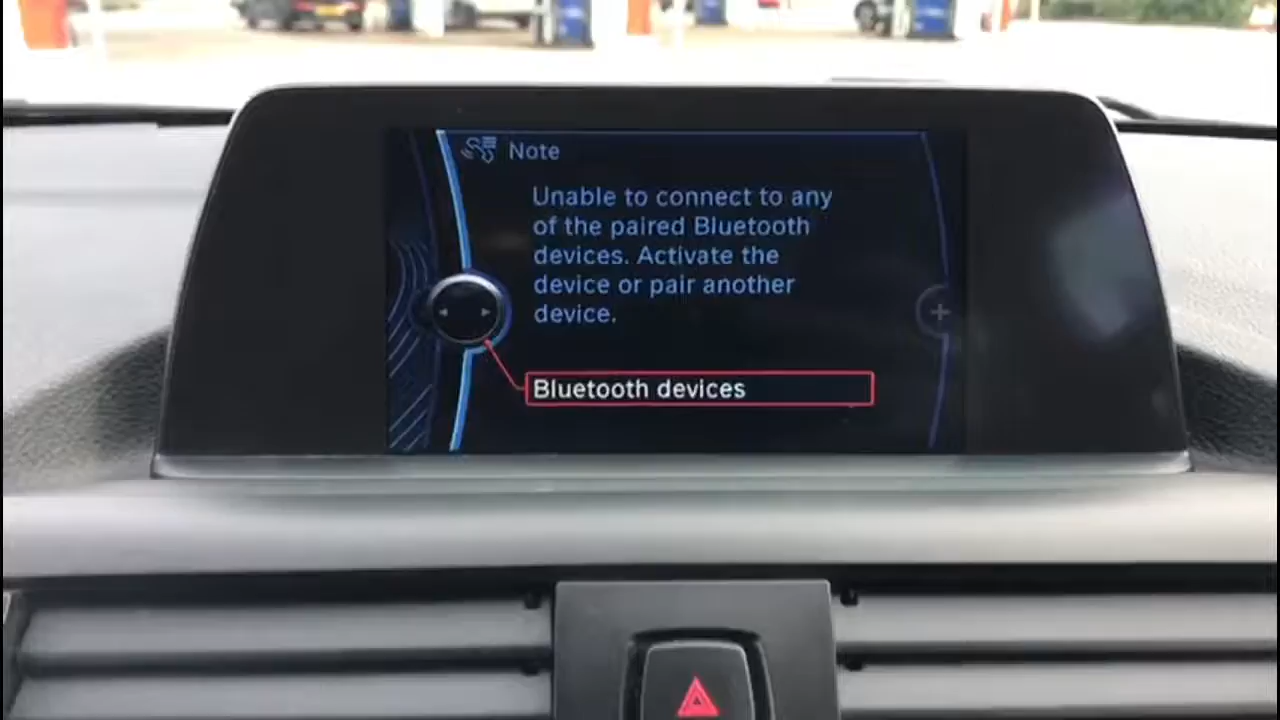 Note
Unable to connect to any
of the paired Bluetooth
devices. Activate the
device or pair another
device.
Bluetooth devices